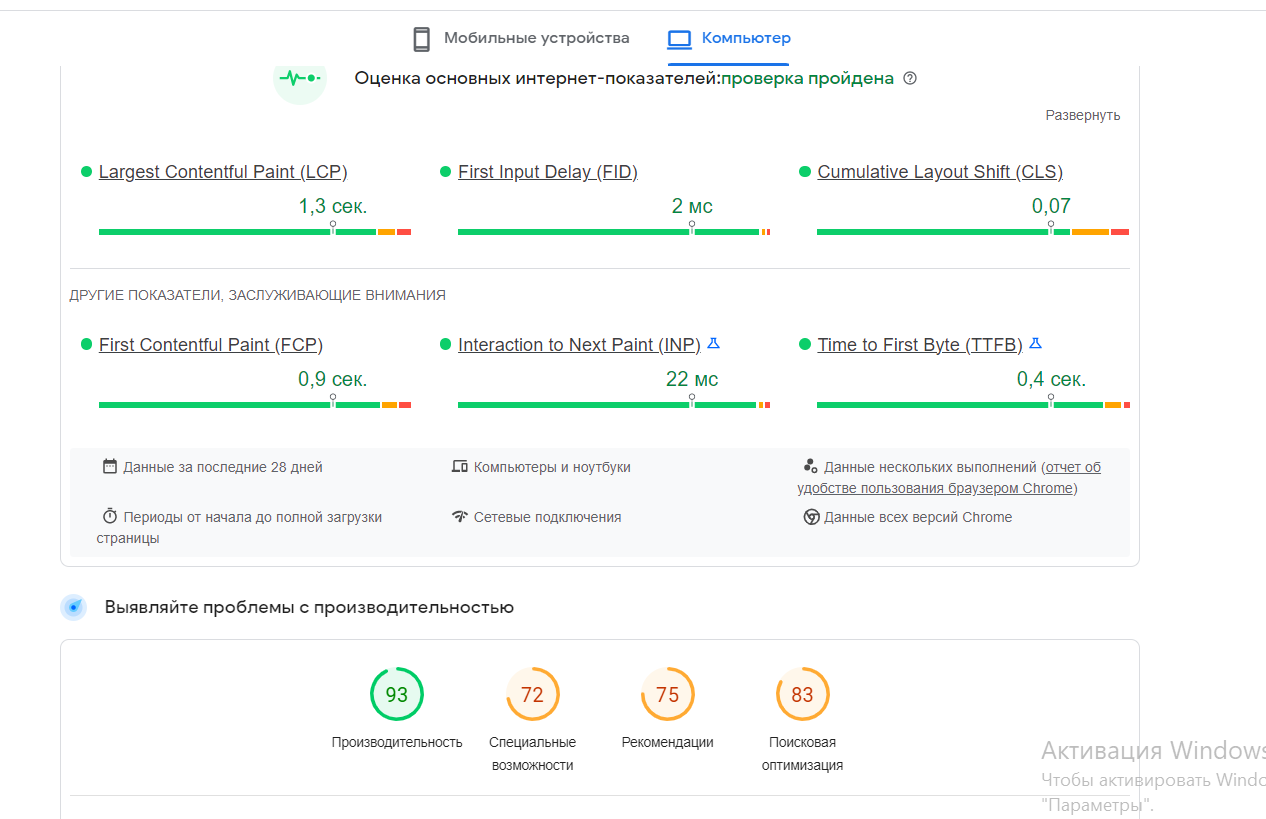 Мобильные устройства Компьютер
Оценка основных интернет-показателей:проверка пройдена
Развернуть
Largest Contentful Paint (LCP) First Input Delay (FID) Cumulative Layout Shift (CLS)
1,3 сек. 2 мс 0,07
ДРУГИЕ ПОКАЗАТЕЛИ, ЗАСЛУЖИВАЮЩИЕ ВНИМАНИЯ
First Contentful Paint (FCP) Interaction to Next Paint (INP) Time to First Byte (TTFB)
0,9 сек. 22 мс 0,4 сек.
Данные за последние 28 дней
Компьютеры и ноутбуки
Данные нескольких выполнений (отчет об
удобстве пользования браузером Chrome)
Периоды от начала до полной загрузки
страницы
Сетевые подключения
Данные всех версий Chrome
Выявляйте проблемы с производительностью
93 72 75 83
Производительность
Специальные
возможности
Рекомендации
Поисковая
оптимизация
Активация Windows
Чтобы активировать Windo
"Параметры".